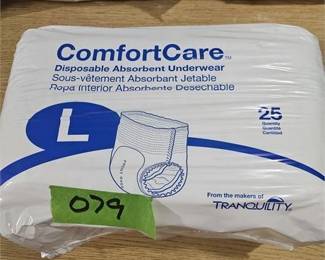 ComfortCare™
Disposable Absorbent Underwear
Sous-vêtement Absorbant Jetable
Ropa Interior Absorbente Desechable
L
25
Quantity
Quantité
Cantidad
079
From the makers of
TRANQUILITY